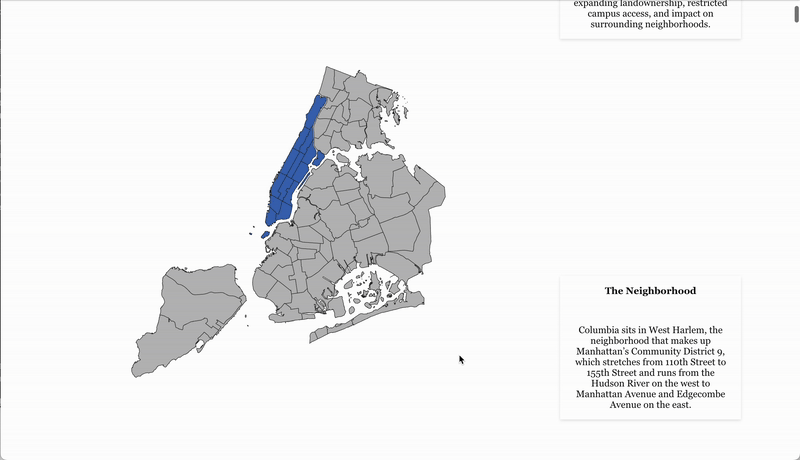 expanding landownership, restricted
campus access, and impact on
surrounding neighborhoods.
The Neighborhood
Columbia sits in West Harlem, the
neighborhood that makes up
Manhattan's Community District 9,
which stretches from 110th Street to
155th Street and runs from the
Hudson River on the west to
Manhattan Avenue and Edgecombe
Avenue on the east.